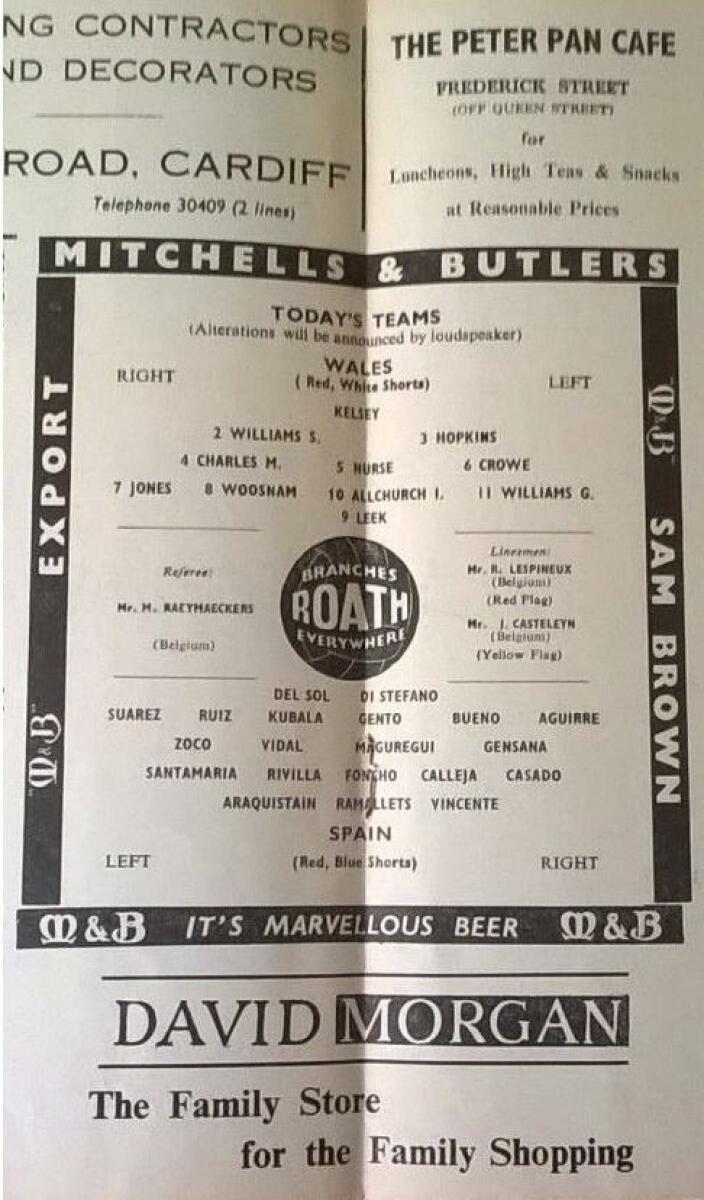 NG CONTRACTORS
ND DECORATORS
ROAD, CARDIFF
Telephone 30409 (2 lines)
THE PETER PAN CAFE
FREDERICK STREET
(OFF QUEEN STREET)
for
Luncheons, High Teas & Snacks
at Reasonable Prices
MITCHELLS & BUTLERS
EXPORT
"M&B"
TODAY'S TEAMS
(Alterations will be announced by loudspeaker)
WALES
RIGHT (Red, White Shorts) LEFT
KELSEY
2 WILLIAMS S. 3 HOPKINS
4 CHARLES M. 5 NURSE 6 CROWE
7 JONES 8 WOOSNAM 10 ALLCHURCH I. 11 WILLIAMS G.
9 LEEK
Referee:
Mr. M. RAEYMAECKERS
(Belgium)
BRANCHES
ROATH
EVERYWHERE
Linesmen:
Mr. R. LESPINEUX
(Belgium)
(Red Flag)
Mr. J. CASTELEYN
(Belgium)
(Yellow Flag)
DEL SOL DI STEFANO
SUAREZ RUIZ KUBALA GENTO BUENO AGUIRRE
ZOCO VIDAL MAGUREGUI GENSANA
SANTAMARIA RIVILLA FONCHO CALLEJA CASADO
ARAQUISTAIN RAMALLETS VINCENTE
SPAIN
LEFT (Red, Blue Shorts) RIGHT
"M&B"
SAM BROWN
M&B IT'S MARVELLOUS BEER M&B
DAVID MORGAN
The Family Store
for the Family Shopping